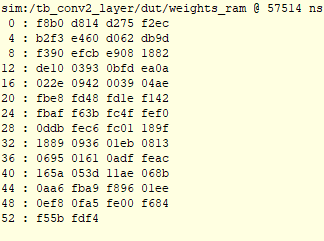 sim:/tb_conv2_layer/dut/weights_ram @ 57514 ns
0 : f8b0 d814 d275 f2ec
4 : b2f3 e460 d062 db9d
8 : f390 efcb e908 1882
12 : de10 0393 0bfd ea0a
16 : 022e 0942 0039 04ae
20 : fbe8 fd48 fd1e f142
24 : fbaf f63b fc4f fef0
28 : 0ddb fec6 fc01 189f
32 : 1889 0936 01eb 0813
36 : 0695 0161 0adf feac
40 : 165a 053d 11ae 068b
44 : 0aa6 fba9 f896 01ee
48 : 0ef8 0fa5 fe00 f684
52 : f55b fdf4